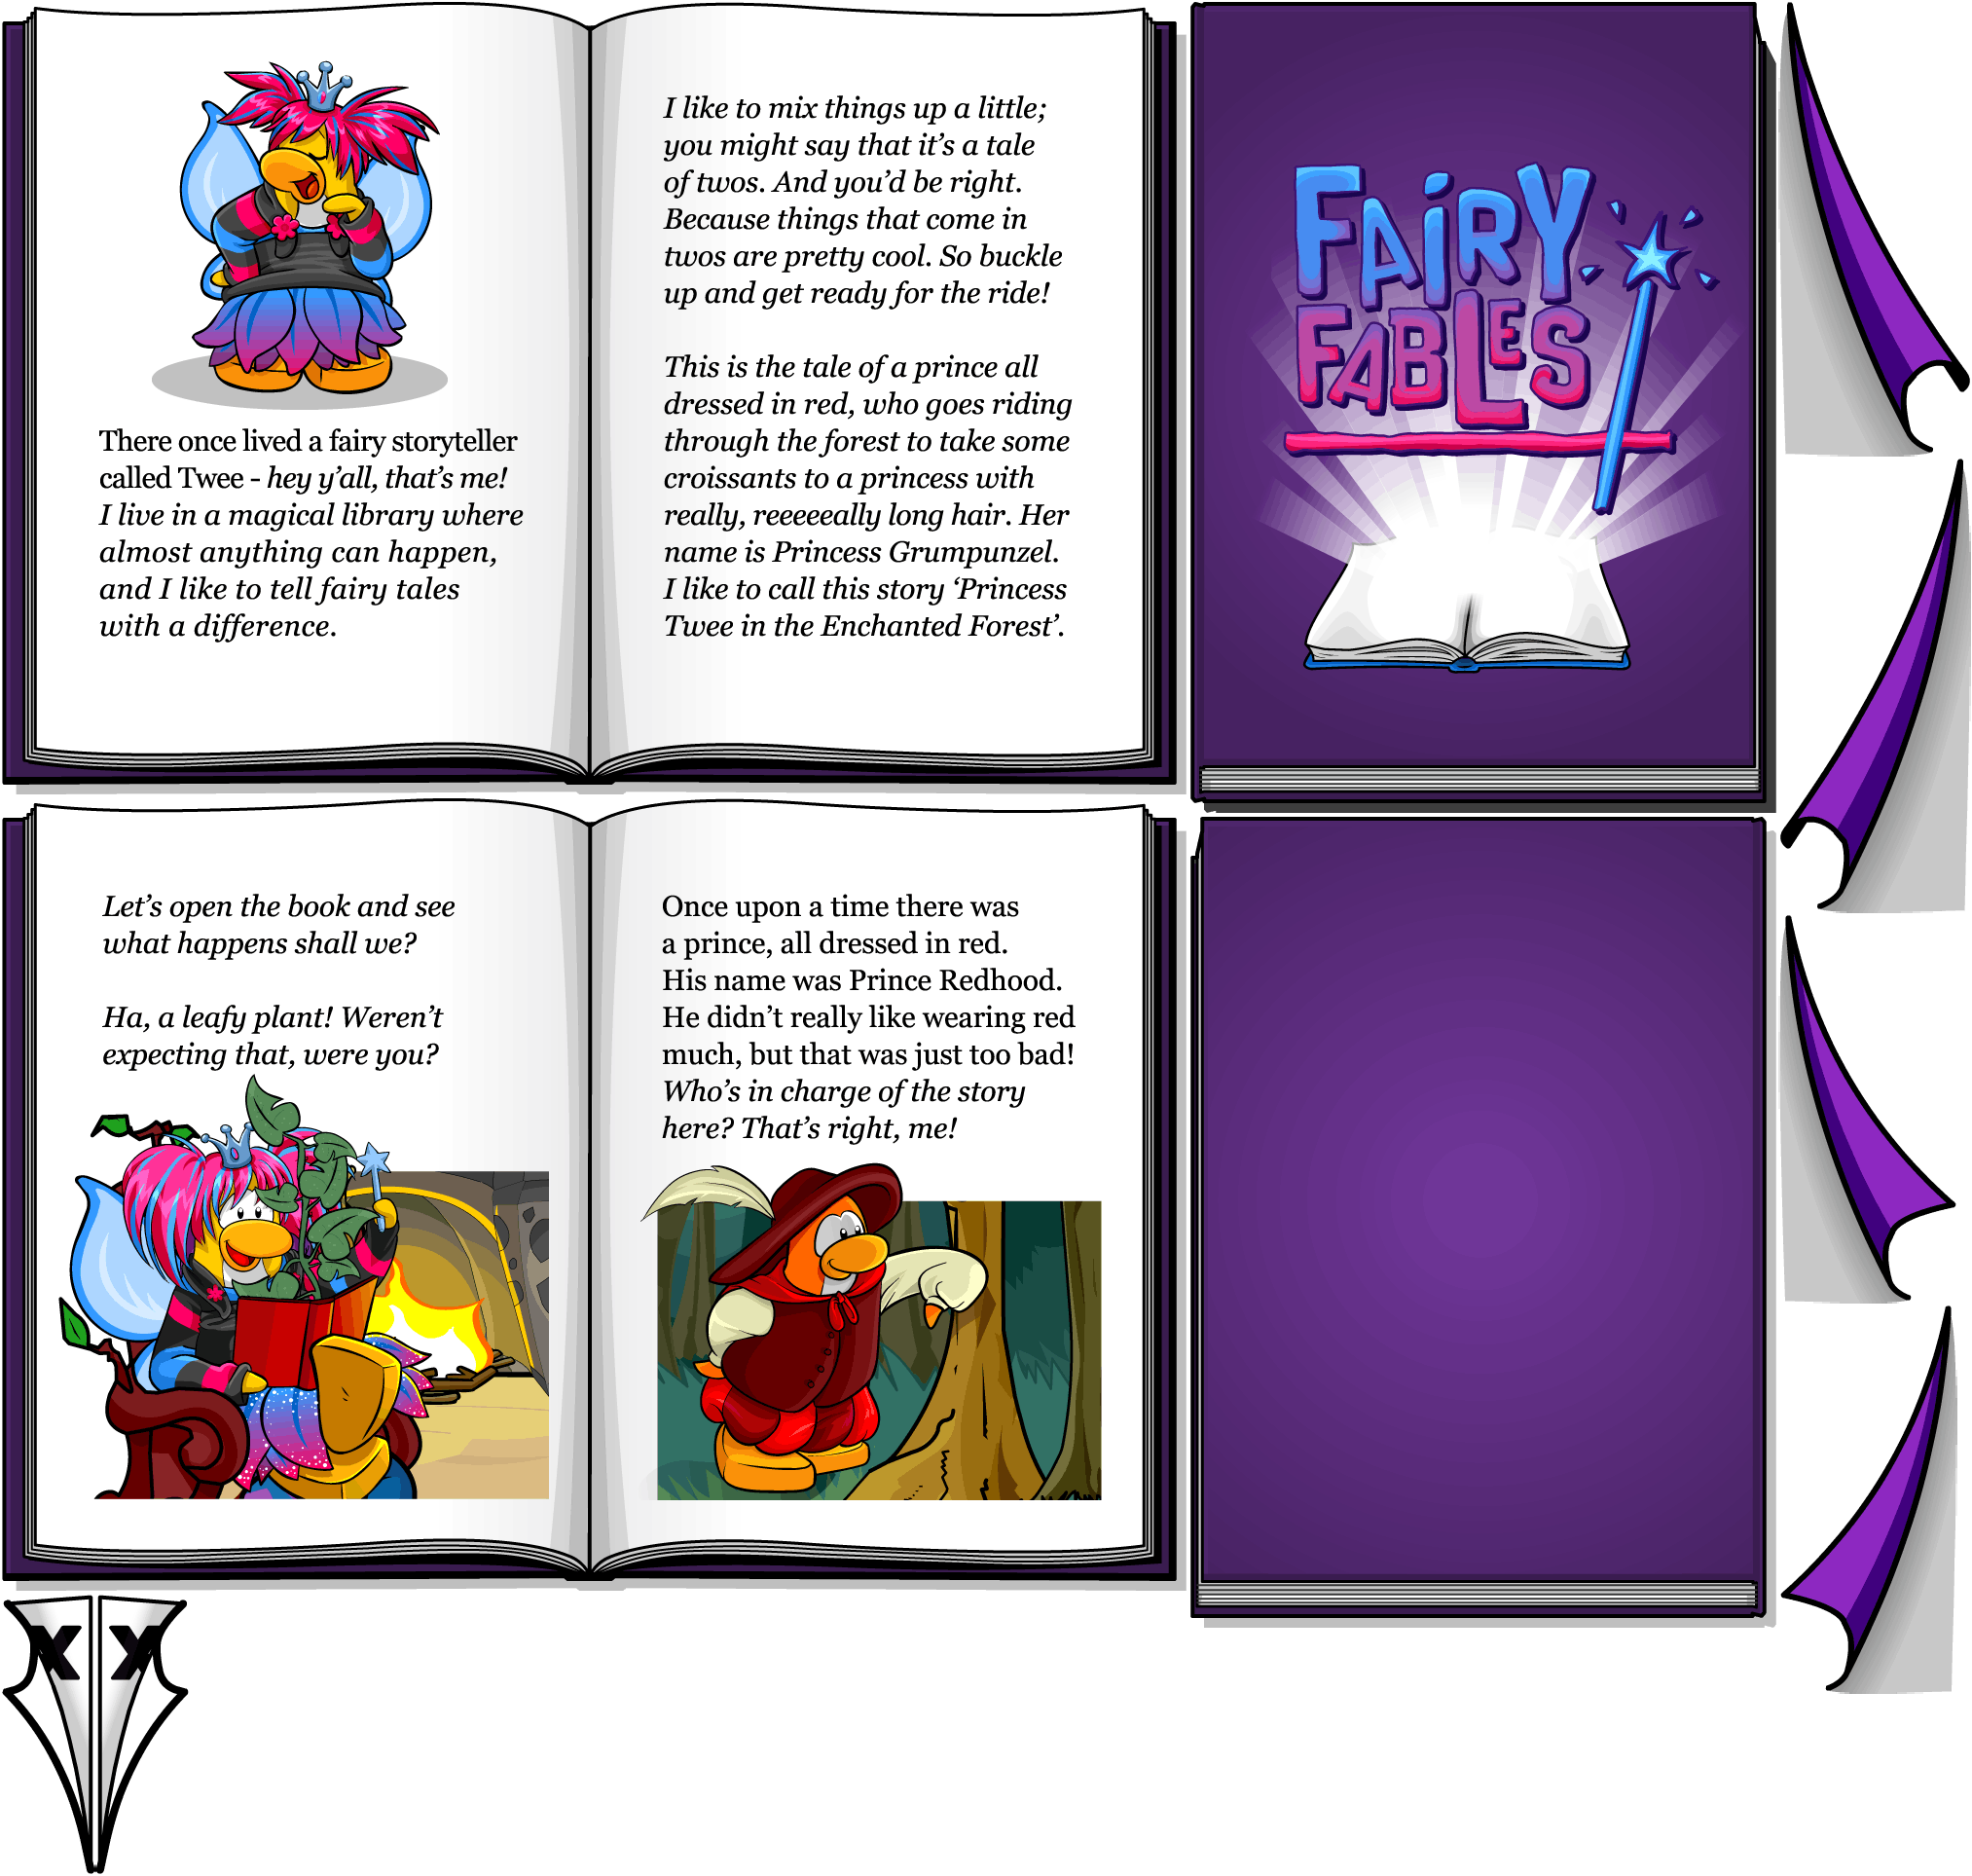 There once lived a fairy storyteller
called Twee - hey y’all, that’s me!
I live in a magical library where
almost anything can happen,
and I like to tell fairy tales
with a difference.
I like to mix things up a little;
you might say that it’s a tale
of twos. And you’d be right.
Because things that come in
twos are pretty cool. So buckle
up and get ready for the ride!
This is the tale of a prince all
dressed in red, who goes riding
through the forest to take some
croissants to a princess with
really, reeeeeally long hair. Her
name is Princess Grumpunzel.
I like to call this story ‘Princess
Twee in the Enchanted Forest’.
FAiRY
FABLES
Let’s open the book and see
what happens shall we?
Ha, a leafy plant! Weren’t
expecting that, were you?
Once upon a time there was
a prince, all dressed in red.
His name was Prince Redhood.
He didn’t really like wearing red
much, but that was just too bad!
Who’s in charge of the story
here? That’s right, me!
X X